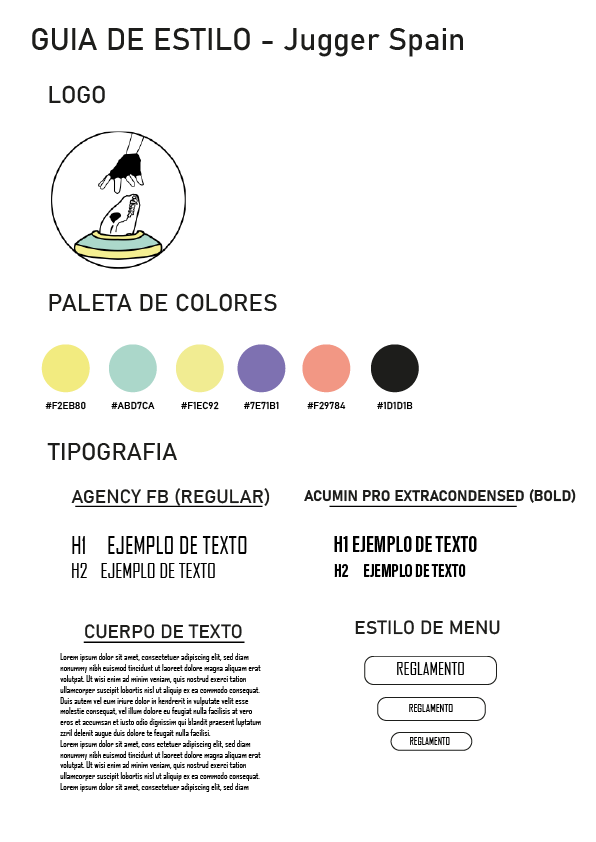 GUIA DE ESTILO - Jugger Spain
LOGO
PALETA DE COLORES
#F2EB80 #ABD7CA #F1EC92 #7E71B1 #F29784 #1D1D1B
TIPOGRAFIA
AGENCY FB (REGULAR)
H1 EJEMPLO DE TEXTO
H2 EJEMPLO DE TEXTO
ACUMIN PRO EXTRACONDENSED (BOLD)
H1 EJEMPLO DE TEXTO
H2 EJEMPLO DE TEXTO
CUERPO DE TEXTO
Lorem ipsum dolor sit amet, consectetuer adipiscing elit, sed diam
nonummy nibh euismod tincidunt ut laoreet dolore magna aliquam erat
volutpat. Ut wisi enim ad minim veniam, quis nostrud exerci tation
ullamcorper suscipit lobortis nisl ut aliquip ex ea commodo consequat.
Duis autem vel eum iriure dolor in hendrerit in vulputate velit esse
molestie consequat, vel illum dolore eu feugiat nulla facilisis at vero
eros et accumsan et iusto odio dignissim qui blandit praesent luptatum
zzril delenit augue duis dolore te feugait nulla facilisi.
Lorem ipsum dolor sit amet, cons ectetuer adipiscing elit, sed diam
nonummy nibh euismod tincidunt ut laoreet dolore magna aliquam erat
volutpat. Ut wisi enim ad minim veniam, quis nostrud exerci tation
ullamcorper suscipit lobortis nisl ut aliquip ex ea commodo consequat.
Lorem ipsum dolor sit amet, consectetuer adipiscing elit, sed diam
ESTILO DE MENU
REGLAMENTO
REGLAMENTO
REGLAMENTO